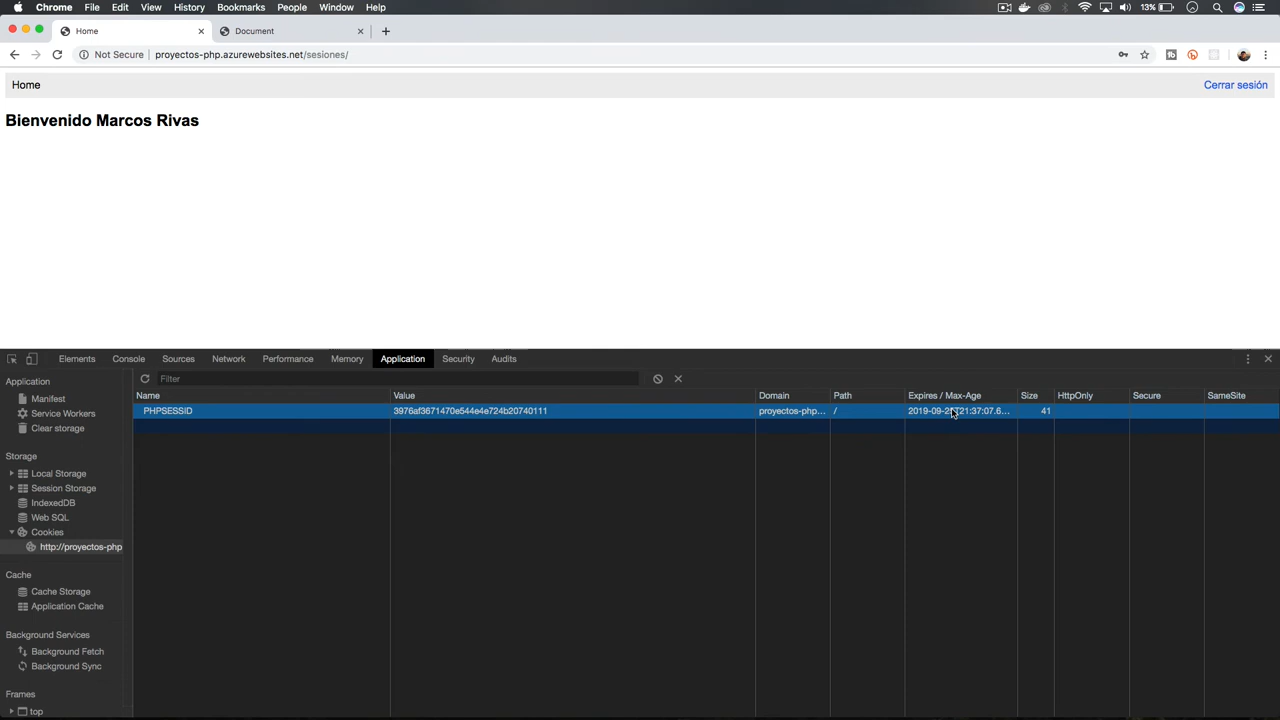 Chrome File Edit View History Bookmarks People Window Help 13%
Home Document
Not Secure proyectos-php.azurewebsites.net/sesiones/
Home Cerrar sesión
Bienvenido Marcos Rivas
Elements Console Sources Network Performance Memory Application Security Audits
Application Filter
Name Value Domain Path Expires / Max-Age Size HttpOnly Secure SameSite
Manifest PHPSESSID 3976af3671470e544e4e724b20740111 proyectos-php... / 41
Service Workers
Clear storage
Storage
Local Storage
Session Storage
IndexedDB
Web SQL
Cookies
http://proyectos-php
Cache
Cache Storage
Application Cache
Background Services
Background Fetch
Background Sync
Frames
top